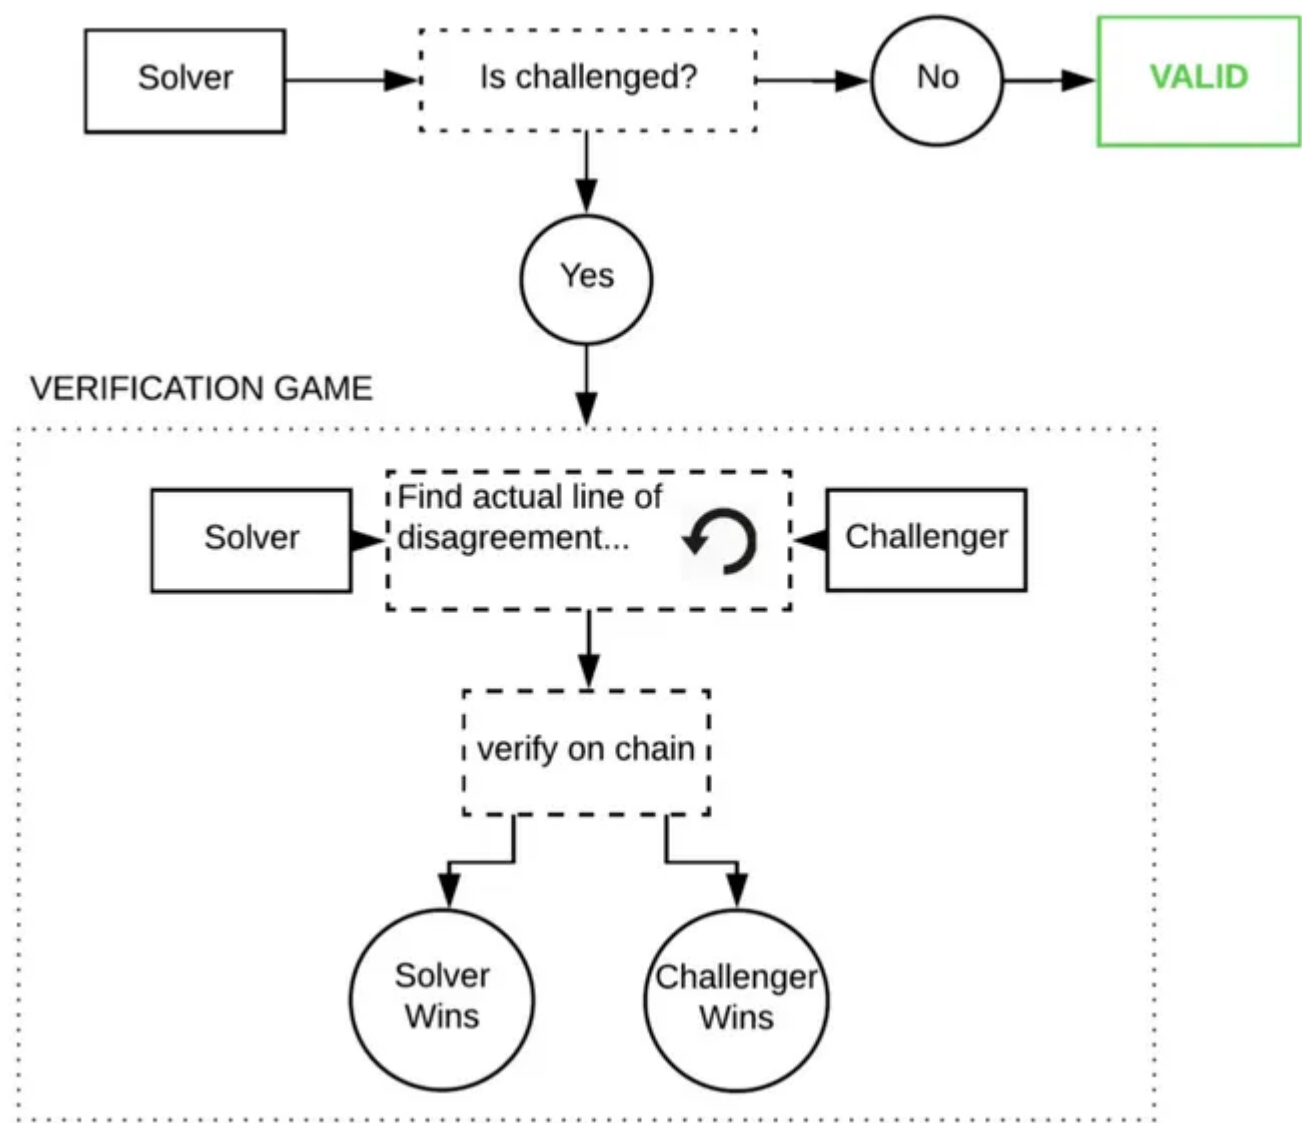 Solver
Is challenged?
No
VALID
Yes
VERIFICATION GAME
Solver
Find actual line of
disagreement...
Challenger
verify on chain
Solver
Wins
Challenger
Wins